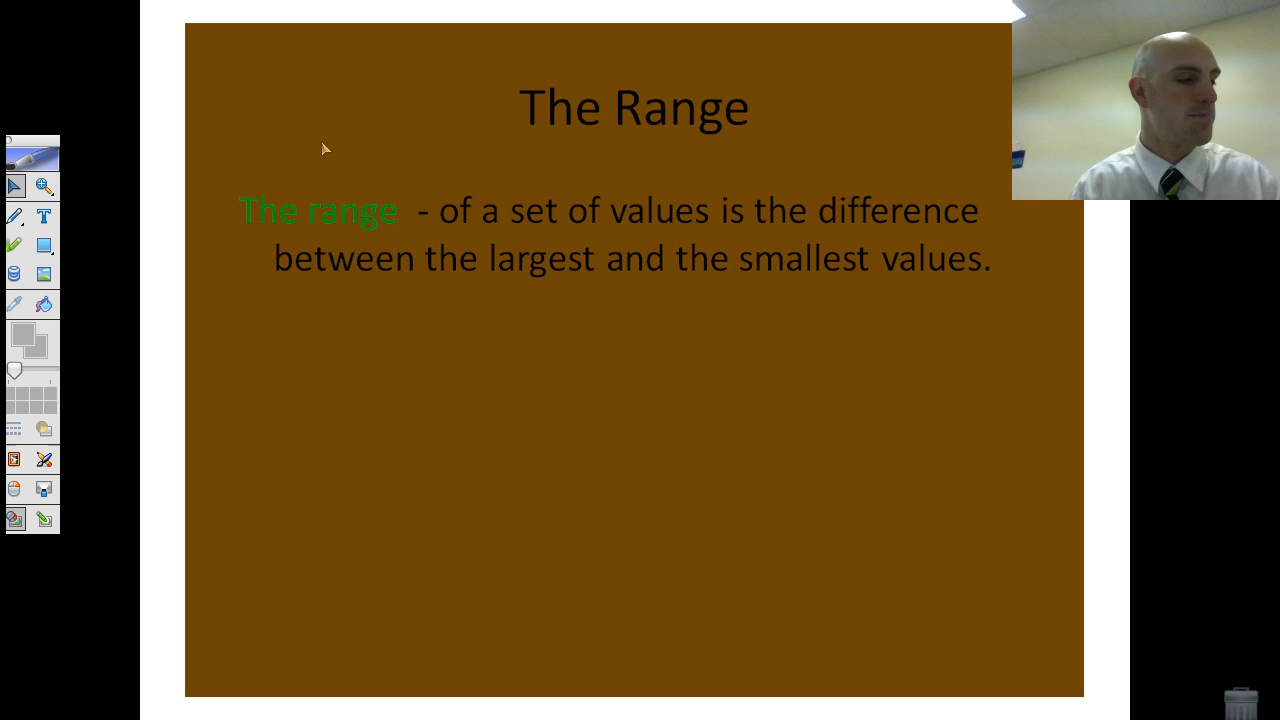 The Range
The range - of a set of values is the difference
between the largest and the smallest values.
T